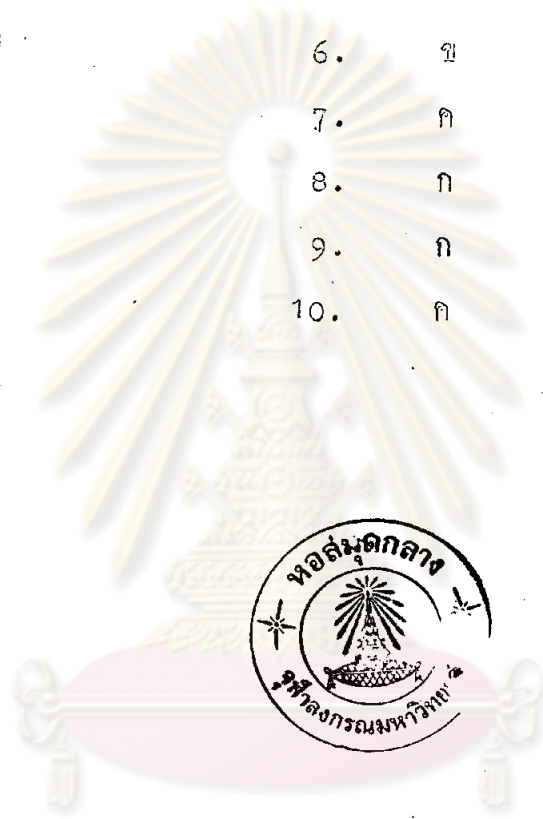 6. ข
7. ค
8. ก
9. ก
10. ค
หอสมุดกลาง